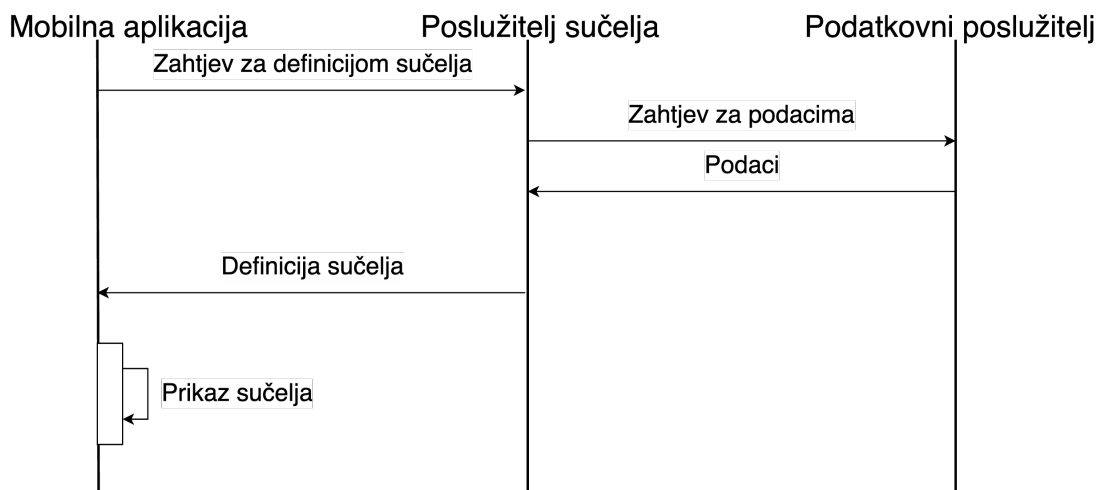 Mobilna aplikacija
Poslužitelj sučelja
Podatkovni poslužitelj
Zahtjev za definicijom sučelja
Zahtjev za podacima
Podaci
Definicija sučelja
Prikaz sučelja